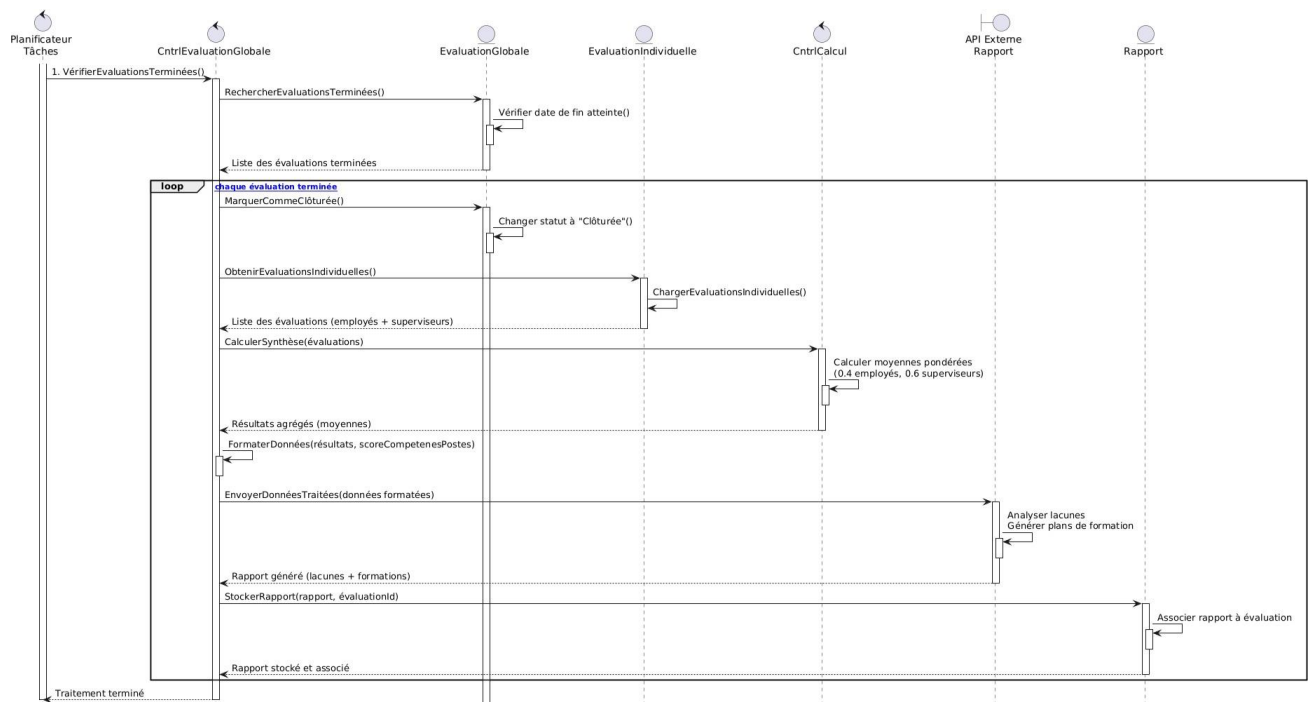 Planificateur
Tâches
CntrlEvaluationGlobale
EvaluationGlobale
EvaluationIndividuelle
CntrlCalcul
API Externe
Rapport
Rapport
1. VérifierEvaluationsTerminées()
RechercherEvaluationsTerminées()
Vérifier date de fin atteinte()
Liste des évaluations terminées
loop
chaque évaluation terminée
MarquerCommeClôturée()
Changer statut à "Clôturée"()
ObtenirEvaluationsIndividuelles()
ChargerEvaluationsIndividuelles()
Liste des évaluations (employés + superviseurs)
CalculerSynthèse(évaluations)
Calculer moyennes pondérées
(0.4 employés, 0.6 superviseurs)
Résultats agrégés (moyennes)
FormaterDonnées(résultats, scoreCompetenesPostes)
EnvoyerDonnéesTraitées(données formatées)
Analyser lacunes
Générer plans de formation
Rapport généré (lacunes + formations)
StockerRapport(rapport, évaluationId)
Associer rapport à évaluation
Rapport stocké et associé
Traitement terminé